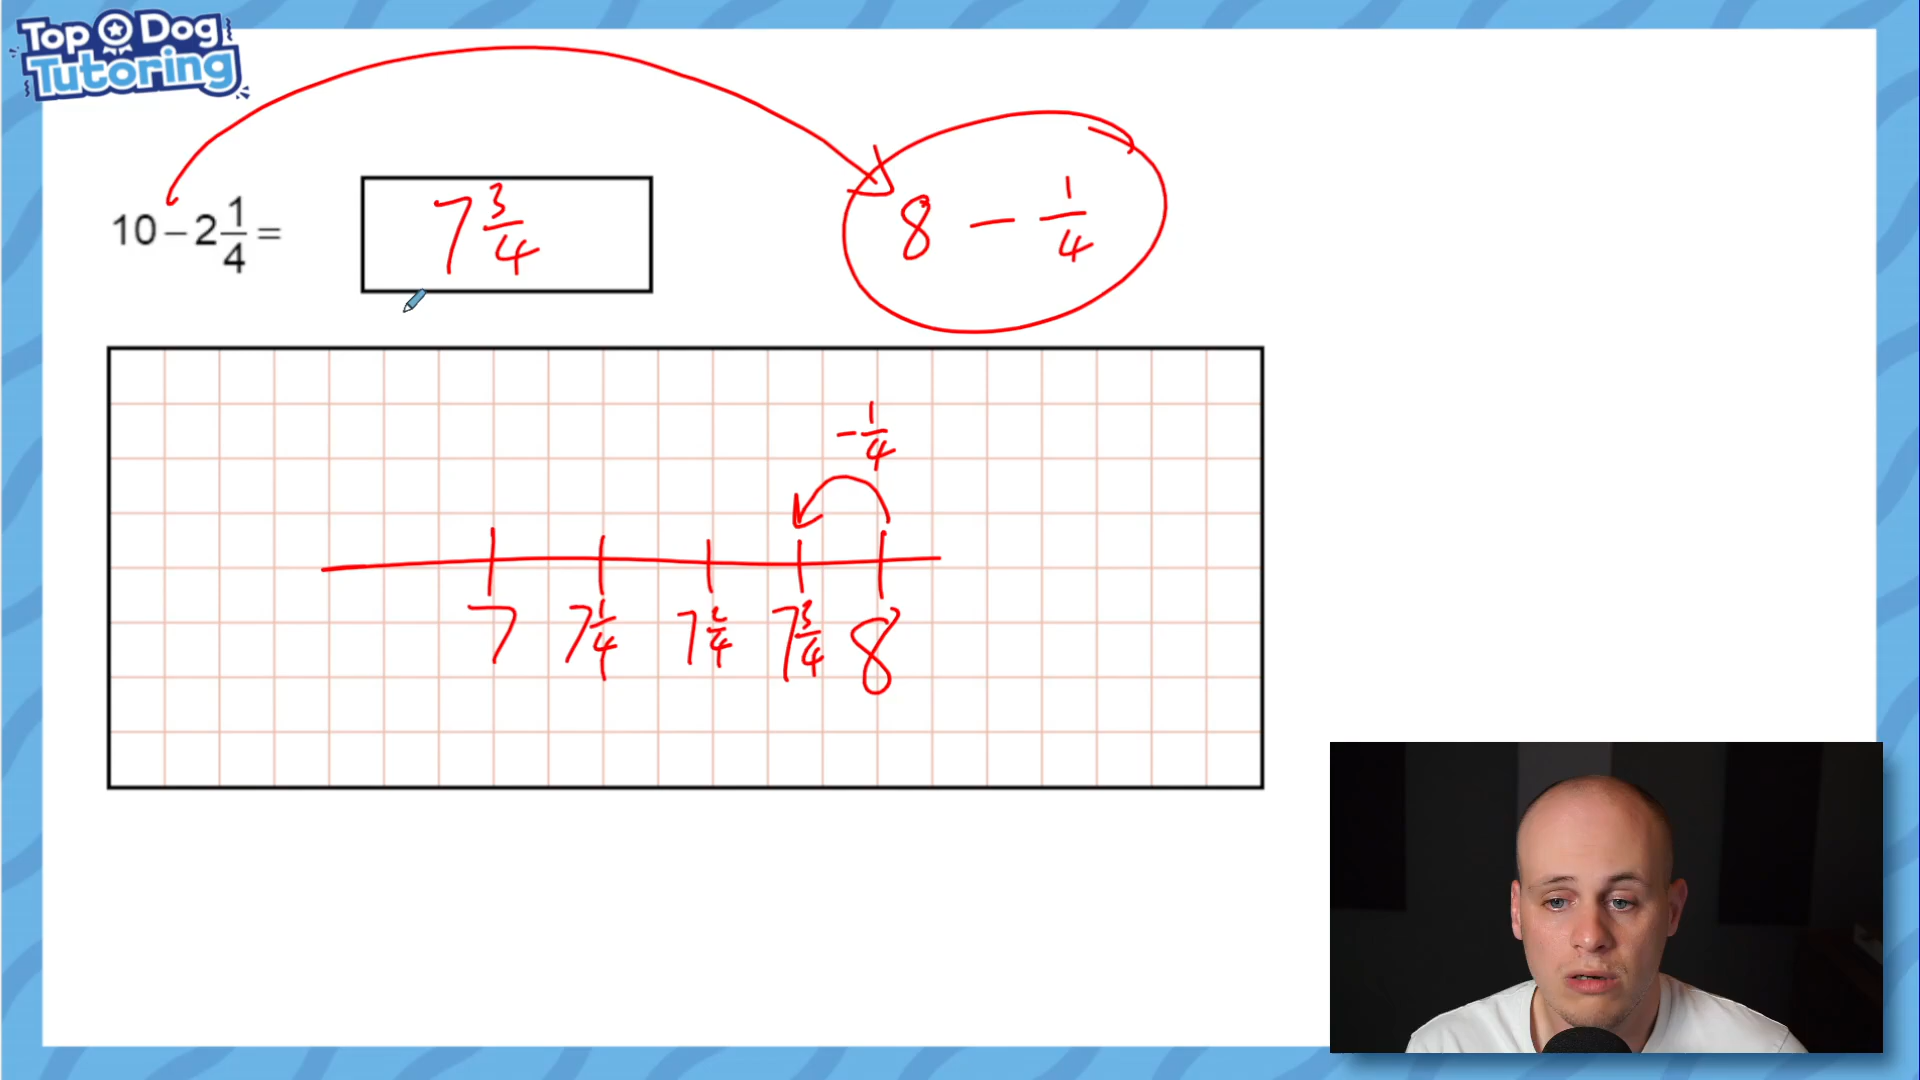 Top Dog
Tutoring
10 − 2 1/4 =
7 3/4
8 − 1/4
-1/4
7 7 1/4 7 2/4 7 3/4 8